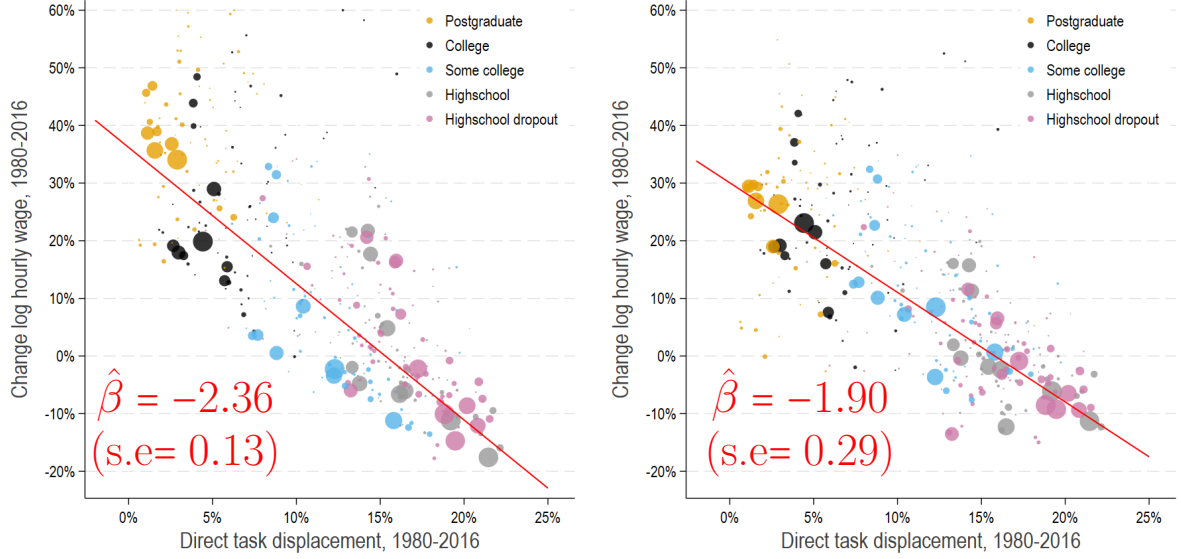 60%
50%
40%
30%
20%
10%
0%
-10%
-20%
Change log hourly wage, 1980-2016
Postgraduate
College
Some college
Highschool
Highschool dropout
β̂ = −2.36
(s.e= 0.13)
0% 5% 10% 15% 20% 25%
Direct task displacement, 1980-2016
60%
50%
40%
30%
20%
10%
0%
-10%
-20%
Change log hourly wage, 1980-2016
Postgraduate
College
Some college
Highschool
Highschool dropout
β̂ = −1.90
(s.e= 0.29)
0% 5% 10% 15% 20% 25%
Direct task displacement, 1980-2016